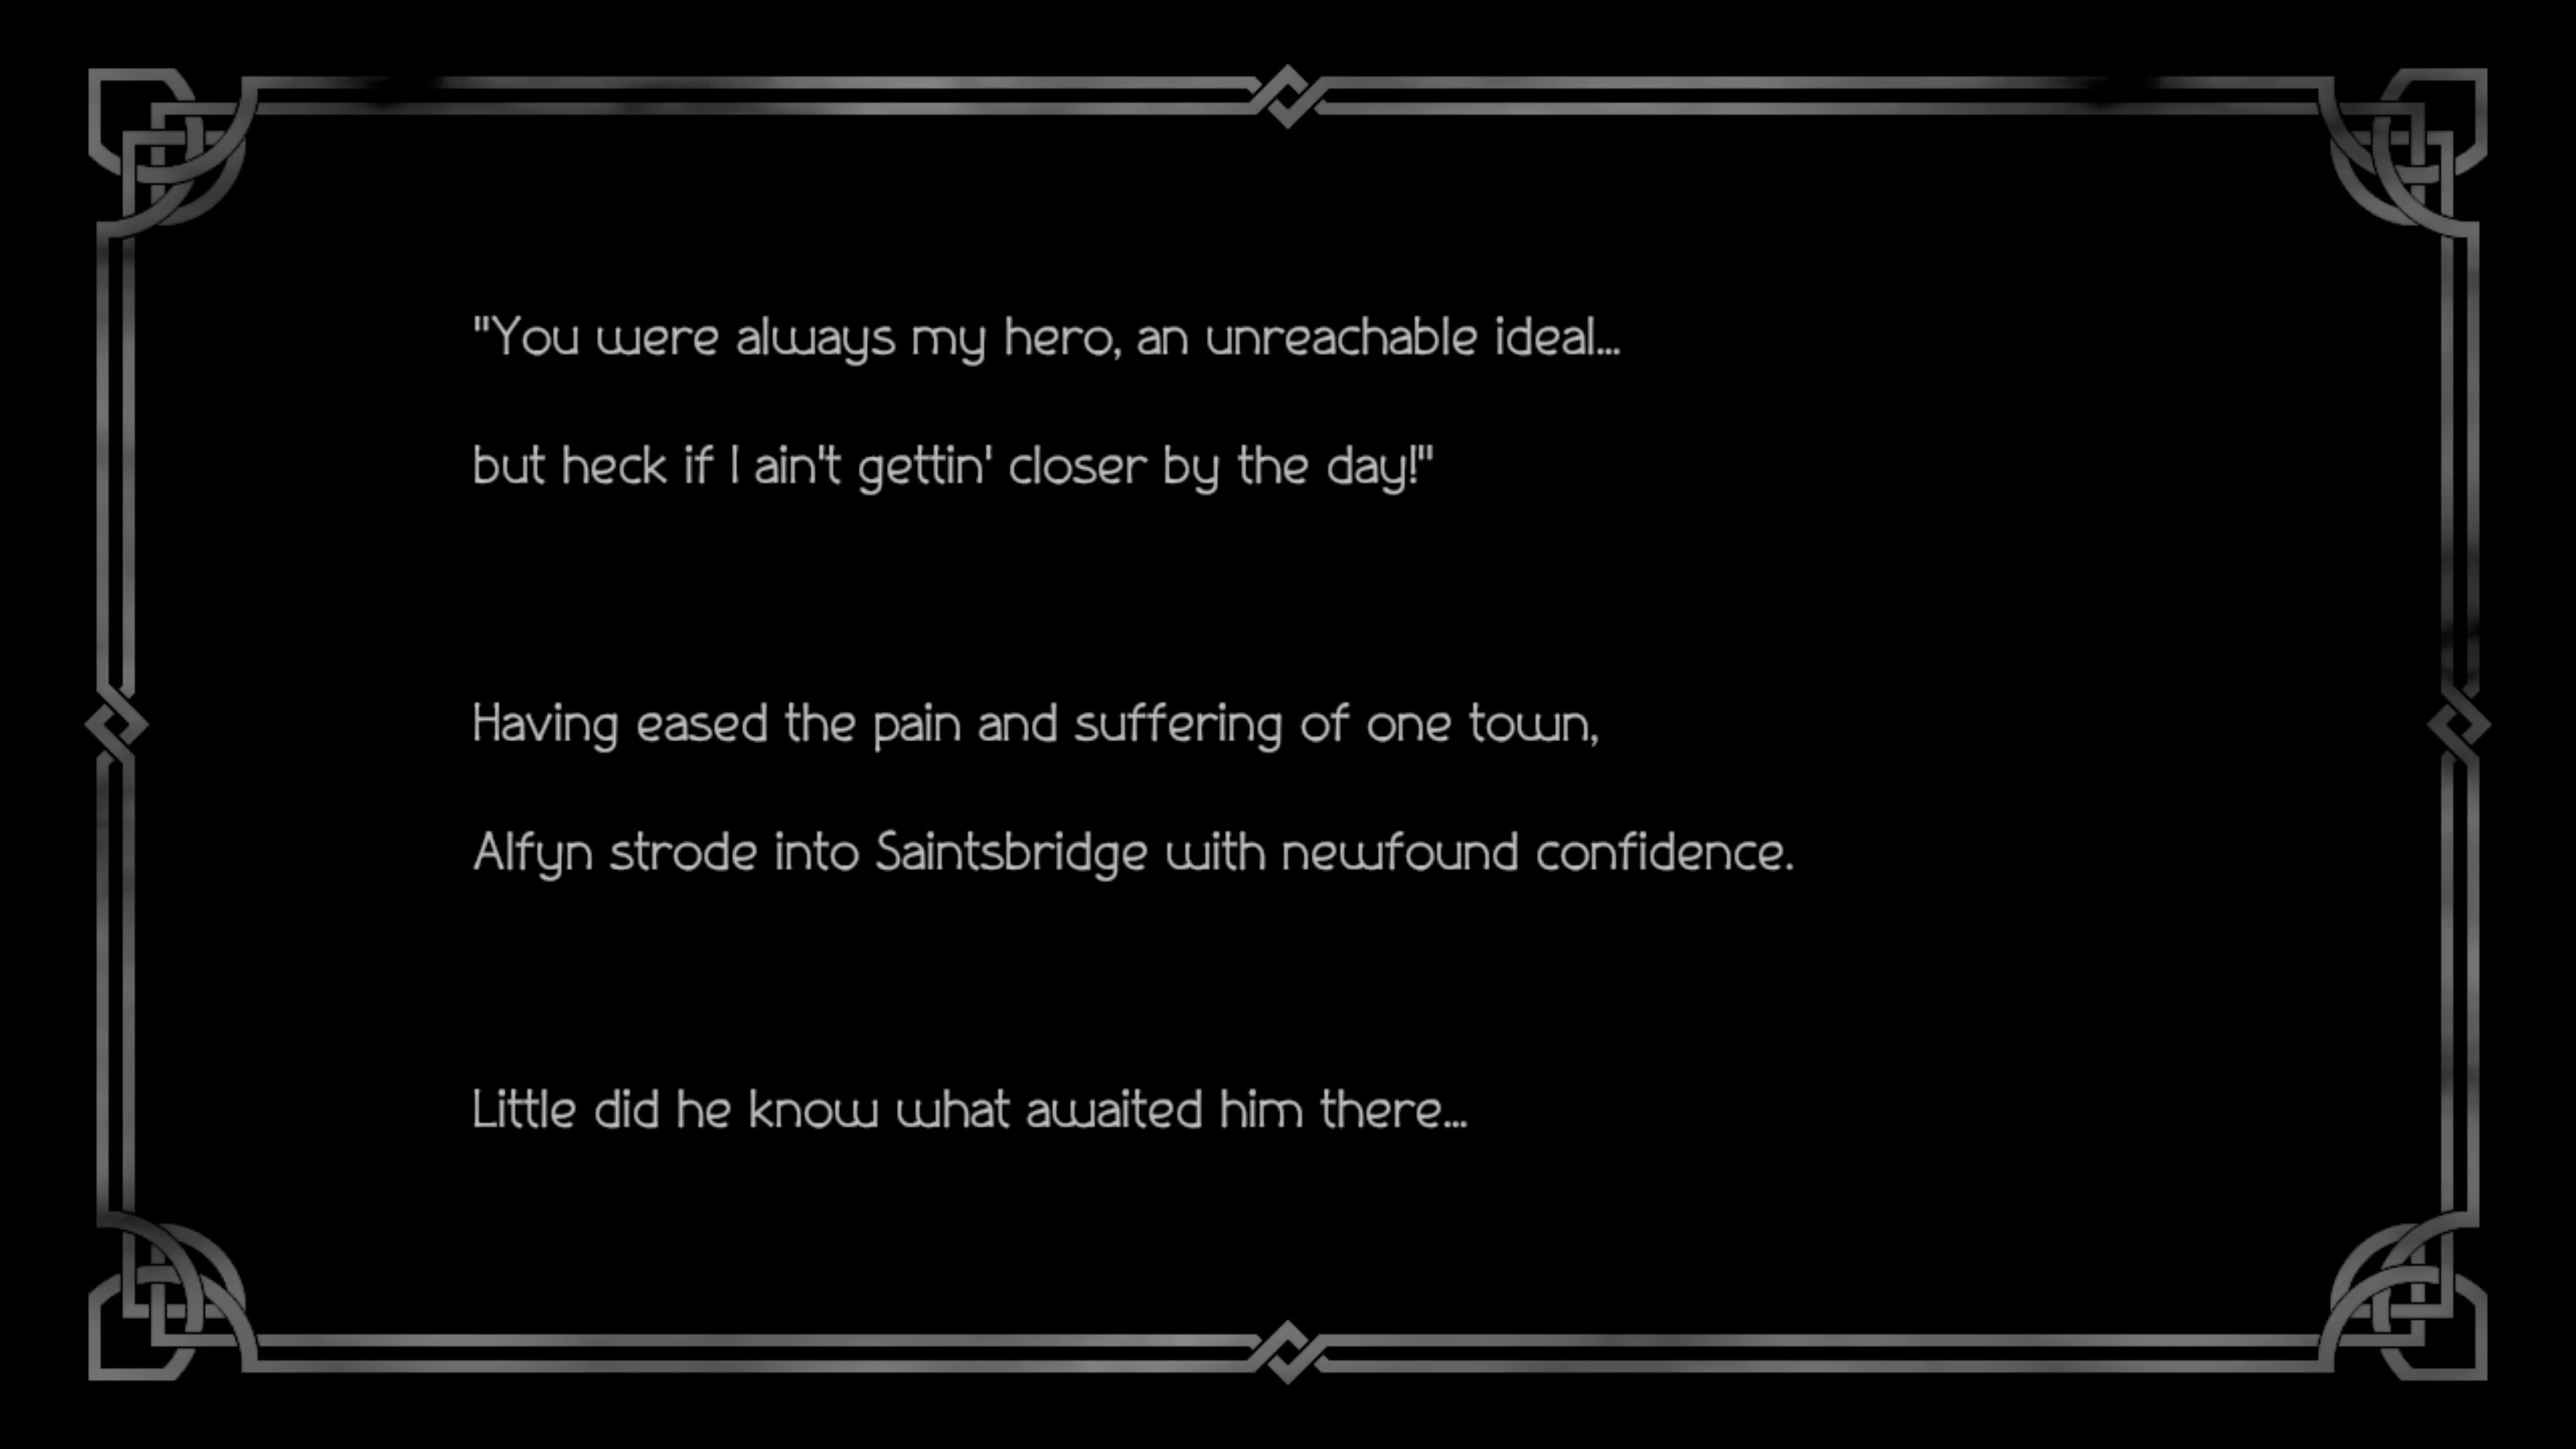 "You were always my hero, an unreachable ideal...
but heck if I ain't gettin' closer by the day!"
Having eased the pain and suffering of one town,
Alfyn strode into Saintsbridge with newfound confidence.
Little did he know what awaited him there...